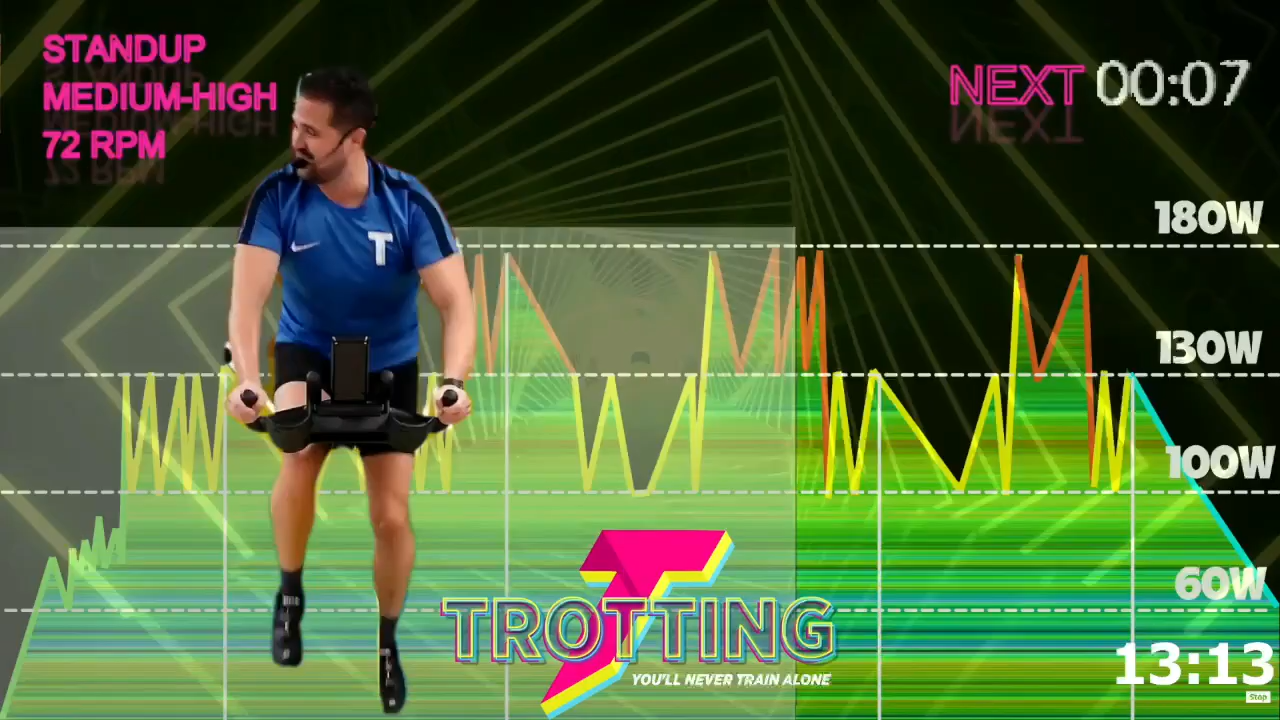 STANDUP
MEDIUM-HIGH
72 RPM
NEXT 00:07
180W
130W
100W
60W
T
TROTTING
YOU'LL NEVER TRAIN ALONE
13:13
Stop